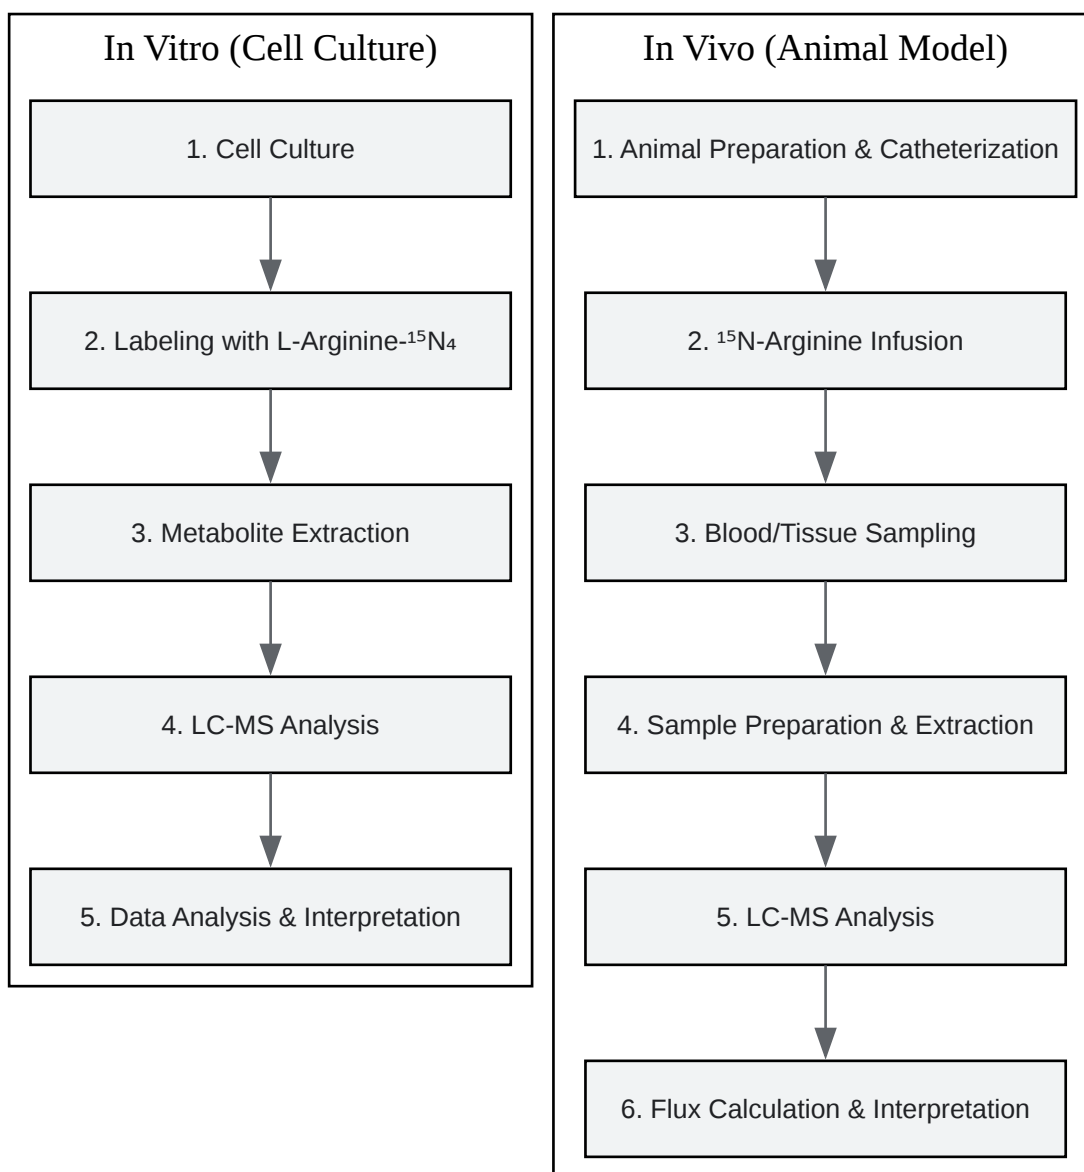 In Vitro (Cell Culture)
1. Cell Culture
2. Labeling with L-Arginine-¹⁵N₄
3. Metabolite Extraction
4. LC-MS Analysis
5. Data Analysis & Interpretation
In Vivo (Animal Model)
1. Animal Preparation & Catheterization
2. ¹⁵N-Arginine Infusion
3. Blood/Tissue Sampling
4. Sample Preparation & Extraction
5. LC-MS Analysis
6. Flux Calculation & Interpretation